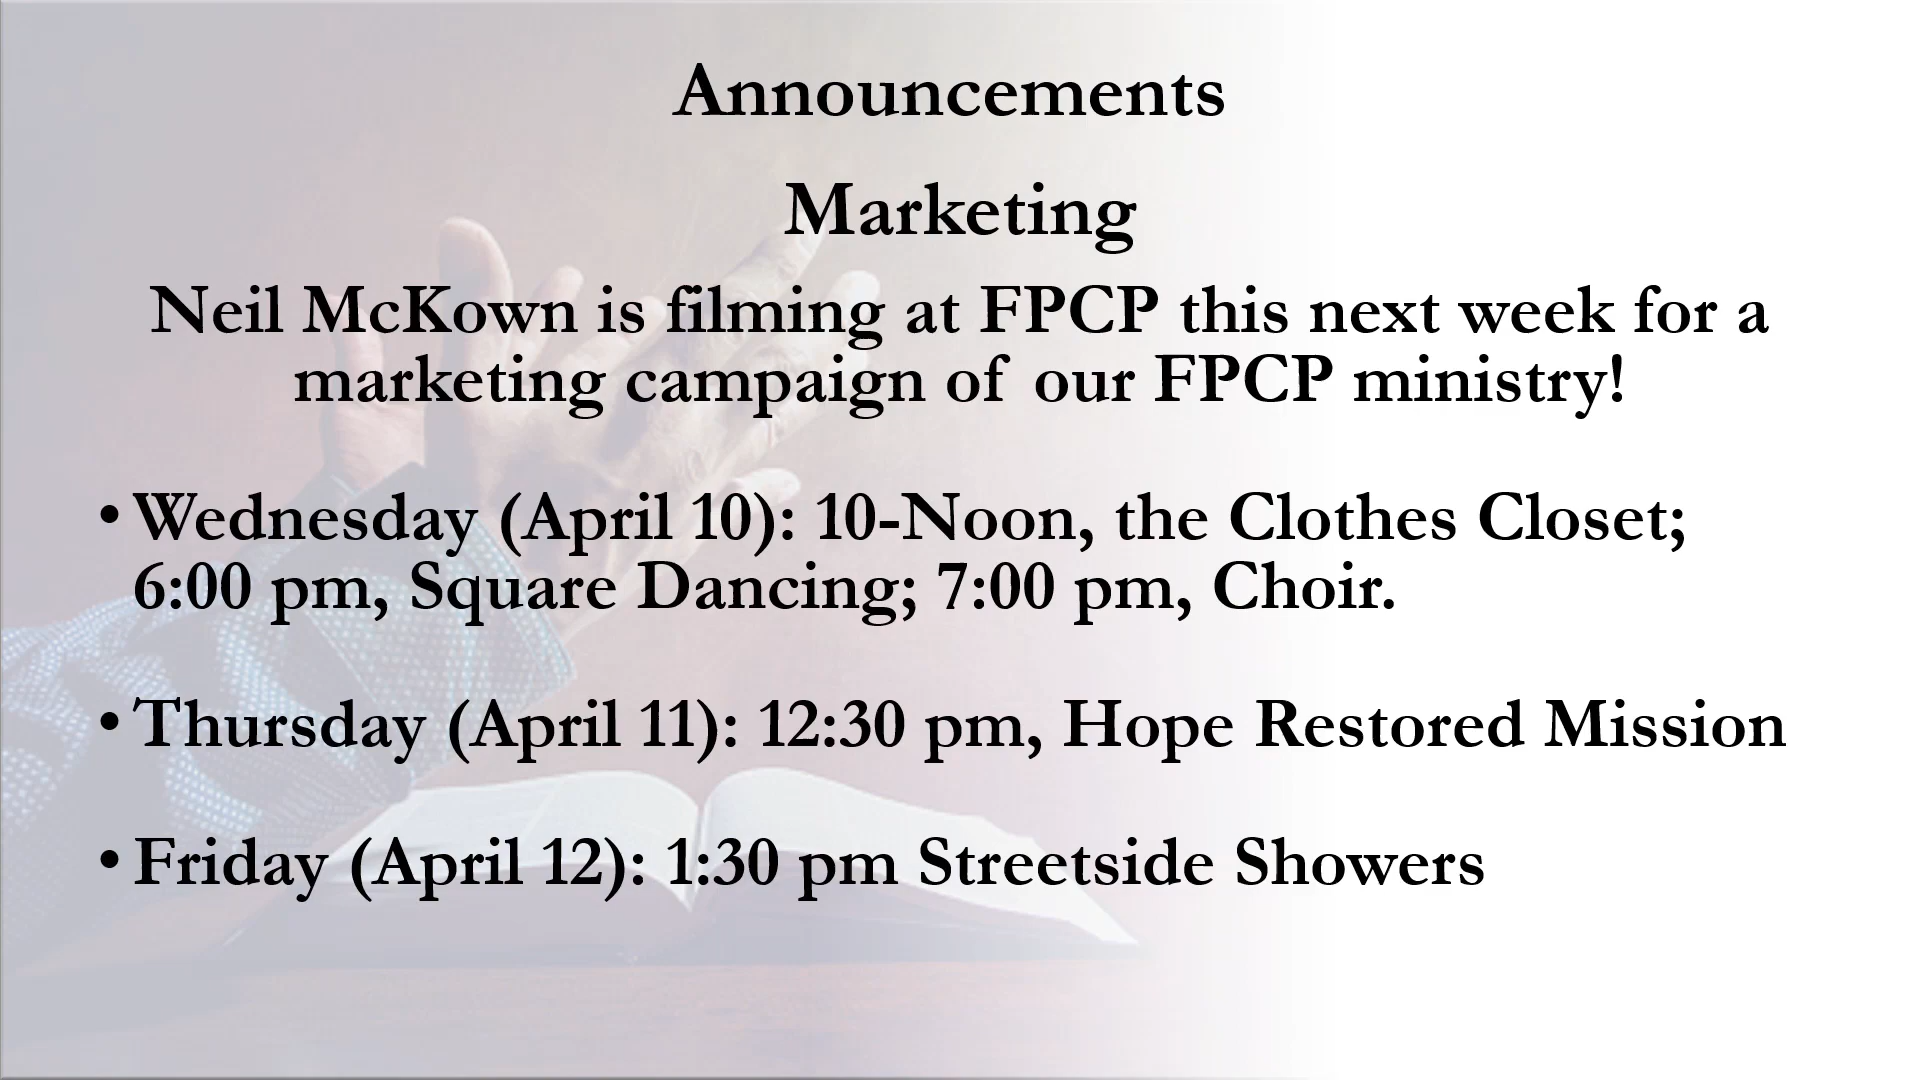 Announcements
Marketing
Neil McKown is filming at FPCP this next week for a
marketing campaign of our FPCP ministry!
• Wednesday (April 10): 10-Noon, the Clothes Closet;
6:00 pm, Square Dancing; 7:00 pm, Choir.
• Thursday (April 11): 12:30 pm, Hope Restored Mission
• Friday (April 12): 1:30 pm Streetside Showers